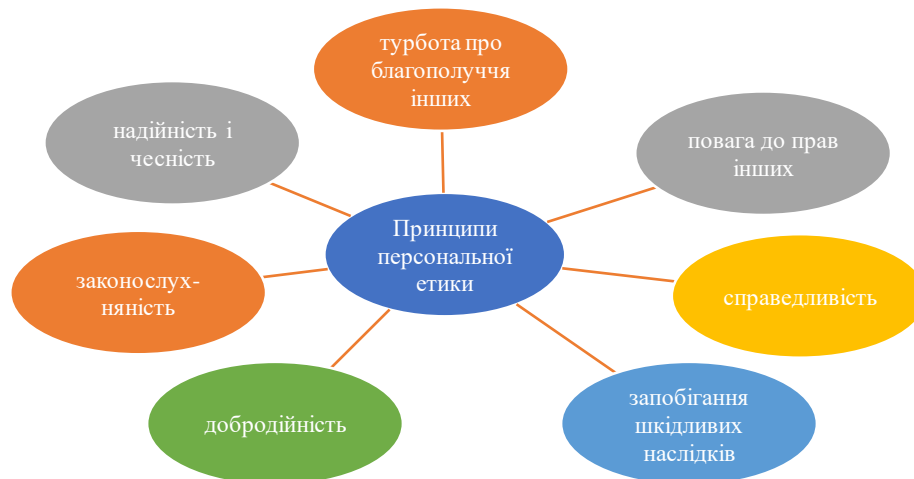 турбота про
благополуччя
інших
надійність і
чесність
повага до прав
інших
Принципи
персональної
етики
законослух-
няність
справедливість
добродійність
запобігання
шкідливих
наслідків